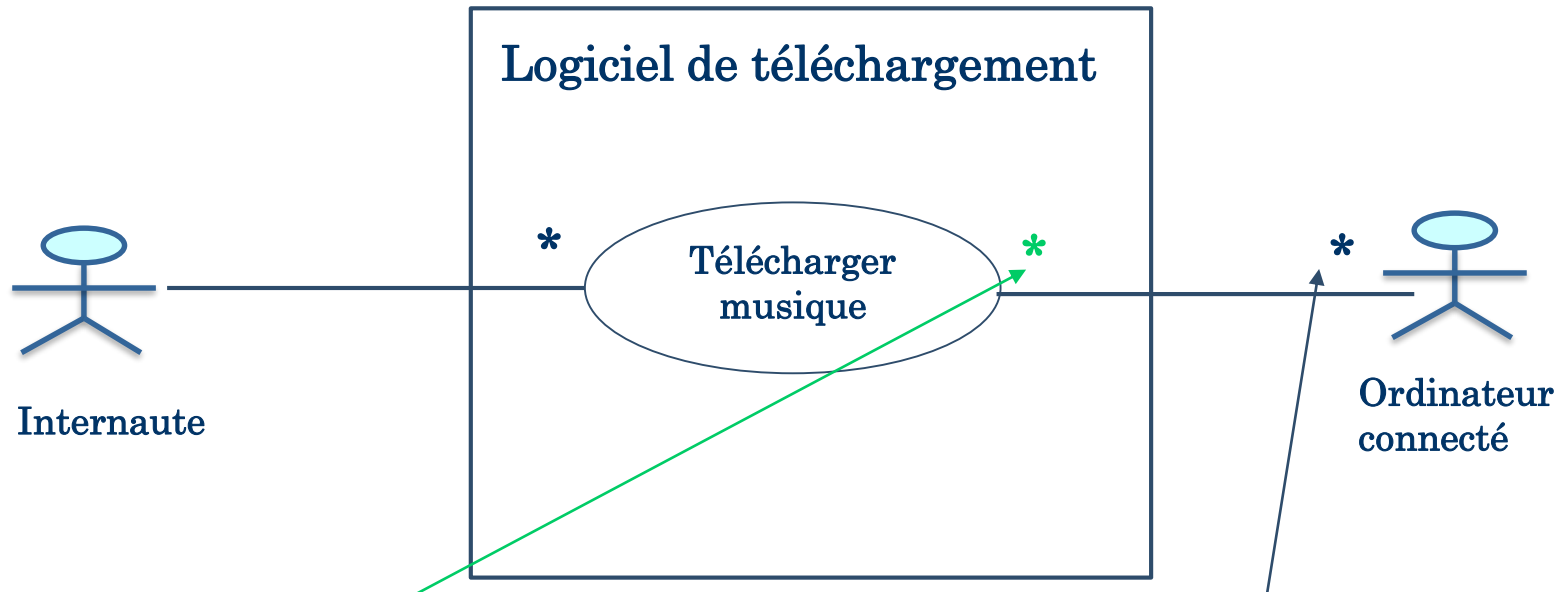 Logiciel de téléchargement
*
*
*
Télécharger
musique
Internaute
Ordinateur
connecté